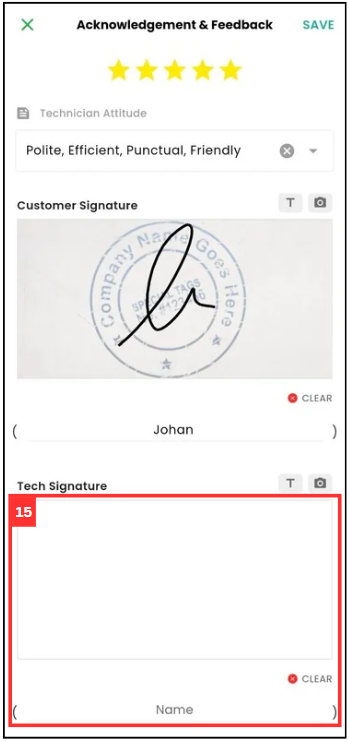 Acknowledgement & Feedback SAVE
Technician Attitude
Polite, Efficient, Punctual, Friendly
Customer Signature T
Company Name Goes Here
SPECIAL TAGS
CLEAR
( Johan )
Tech Signature T
15
CLEAR
( Name )